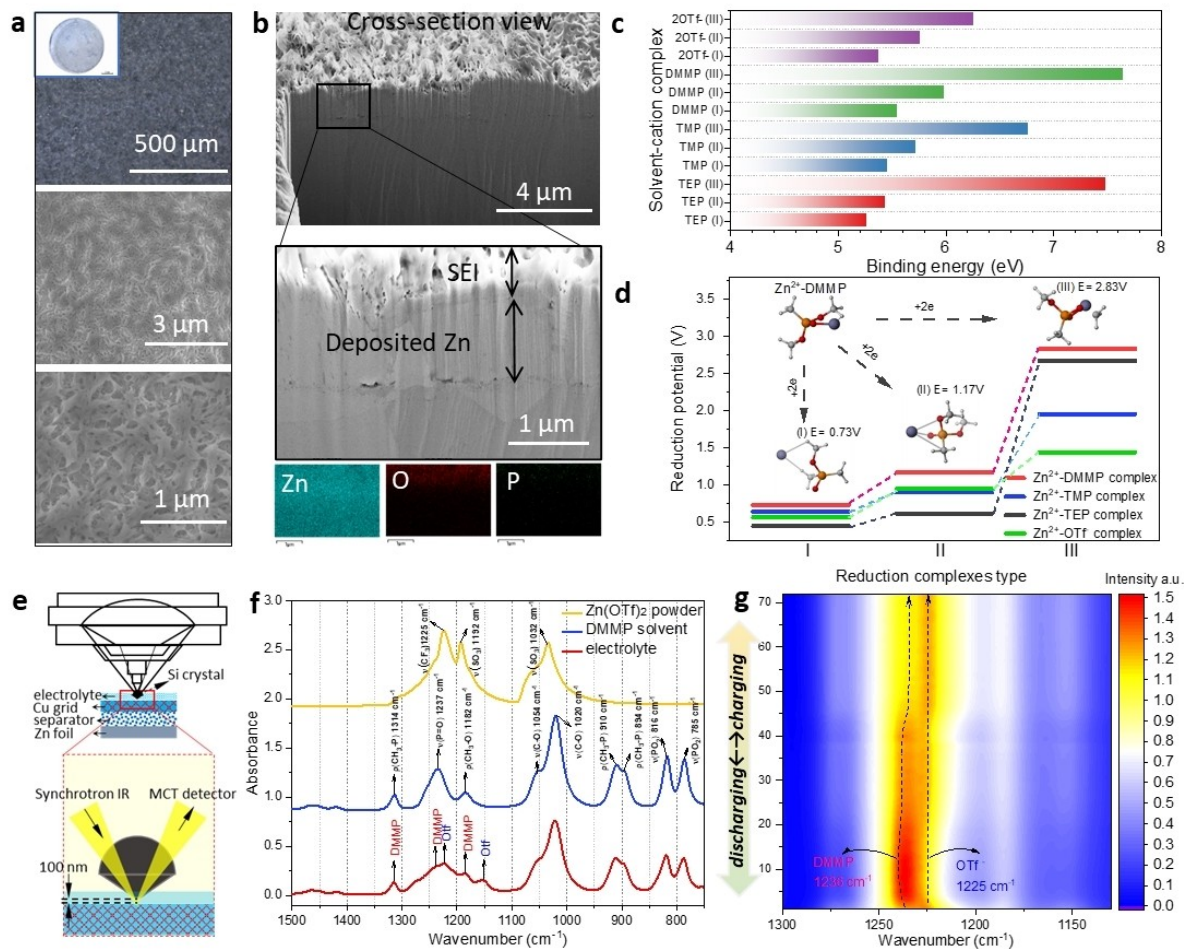 a
500 µm
3 µm
1 µm
b
Cross-section view
4 µm
SEI
Deposited Zn
1 µm
Zn
O
P
c
Solvent-cation complex
2OTf- (III)
2OTf- (II)
2OTf- (I)
DMMP (III)
DMMP (II)
DMMP (I)
TMP (III)
TMP (II)
TMP (I)
TEP (III)
TEP (II)
TEP (I)
4 5 6 7 8
Binding energy (eV)
d
Reduction potential (V)
3.5
3.0
2.5
2.0
1.5
1.0
0.5
Zn²⁺-DMMP
+2e
(III) E= 2.83V
+2e
+2e
(II) E= 1.17V
(I) E= 0.73V
Zn²⁺-DMMP complex
Zn²⁺-TMP complex
Zn²⁺-TEP complex
Zn²⁺-OTf⁻ complex
I II III
Reduction complexes type
e
Si crystal
electrolyte
Cu grid
separator
Zn foil
Synchrotron IR
MCT detector
100 nm
f
Absorbance
3.0
2.5
2.0
1.5
1.0
0.5
0.0
Zn(OTf)₂ powder
DMMP solvent
electrolyte
ν(CF₃)1225 cm⁻¹
ν(SO₃) 1032 cm⁻¹
ρ(CH₃-P) 1314 cm⁻¹
ν(P=O) 1237 cm⁻¹
ρ(CH₃-O) 1182 cm⁻¹
ν(C-O) 1054 cm⁻¹
ν(C-O) 1020 cm⁻¹
ρ(CH₃-P) 910 cm⁻¹
ρ(CH₃-P) 894 cm⁻¹
ν(PO₂) 816 cm⁻¹
ν(PO₂) 785 cm⁻¹
DMMP
DMMP
Otf
DMMP
Otf
1500 1400 1300 1200 1100 1000 900 800
Wavenumber (cm⁻¹)
g
discharging←→charging
70
60
50
40
30
20
10
DMMP
1236 cm⁻¹
OTf⁻
1225 cm⁻¹
1300 1250 1200 1150
Wavenumber (cm⁻¹)
Intensity a.u.
1.5
1.4
1.3
1.2
1.1
1.0
0.9
0.8
0.7
0.6
0.5
0.4
0.3
0.2
0.1
0.0